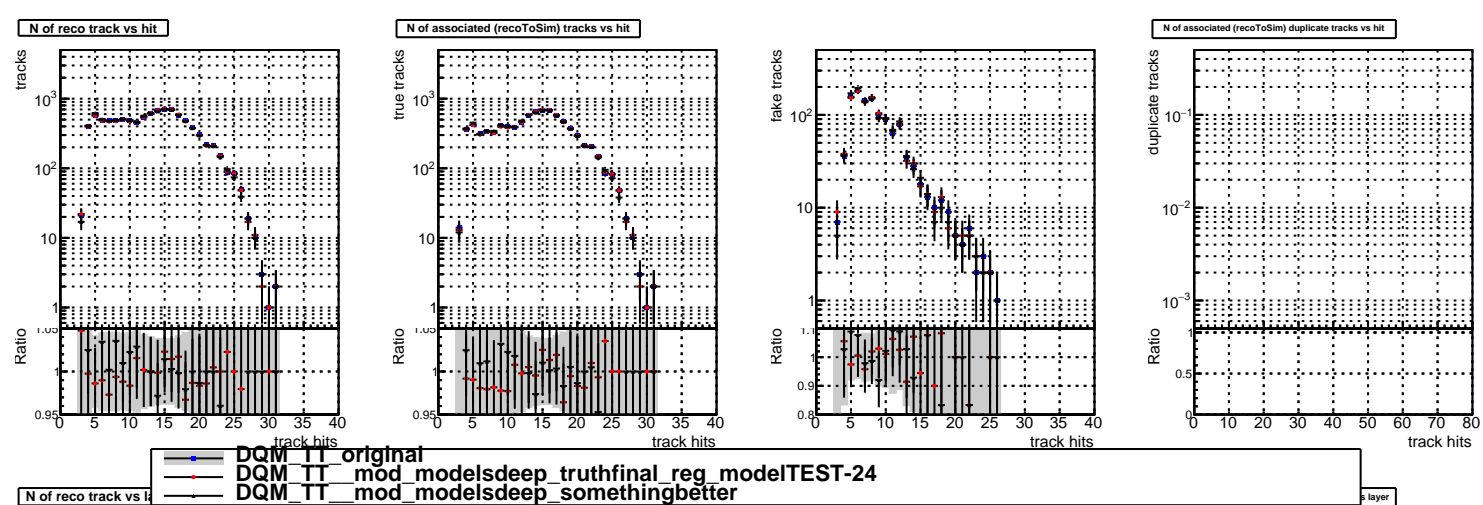 N of reco track vs hit
N of associated (recoToSim) tracks vs hit
N of associated (recoToSim) duplicate tracks vs hit
tracks
10³
10²
10
1
Ratio
1.05
1
0.95
0 5 10 15 20 25 30 35 40
track hits
true tracks
10³
10²
10
1
Ratio
1.05
1
0.95
0 5 10 15 20 25 30 35 40
track hits
fake tracks
10²
10
1
Ratio
1.1
1
0.9
0.8
0 5 10 15 20 25 30 35 40
track hits
duplicate tracks
10⁻¹
10⁻²
10⁻³
Ratio
1
0.5
0
0 10 20 30 40 50 60 70 80
track hits
DQM_TT_original
DQM_TT__mod_modelsdeep_truthfinal_reg_modelTEST-24
DQM_TT__mod_modelsdeep_somethingbetter
N of reco track vs la
s layer